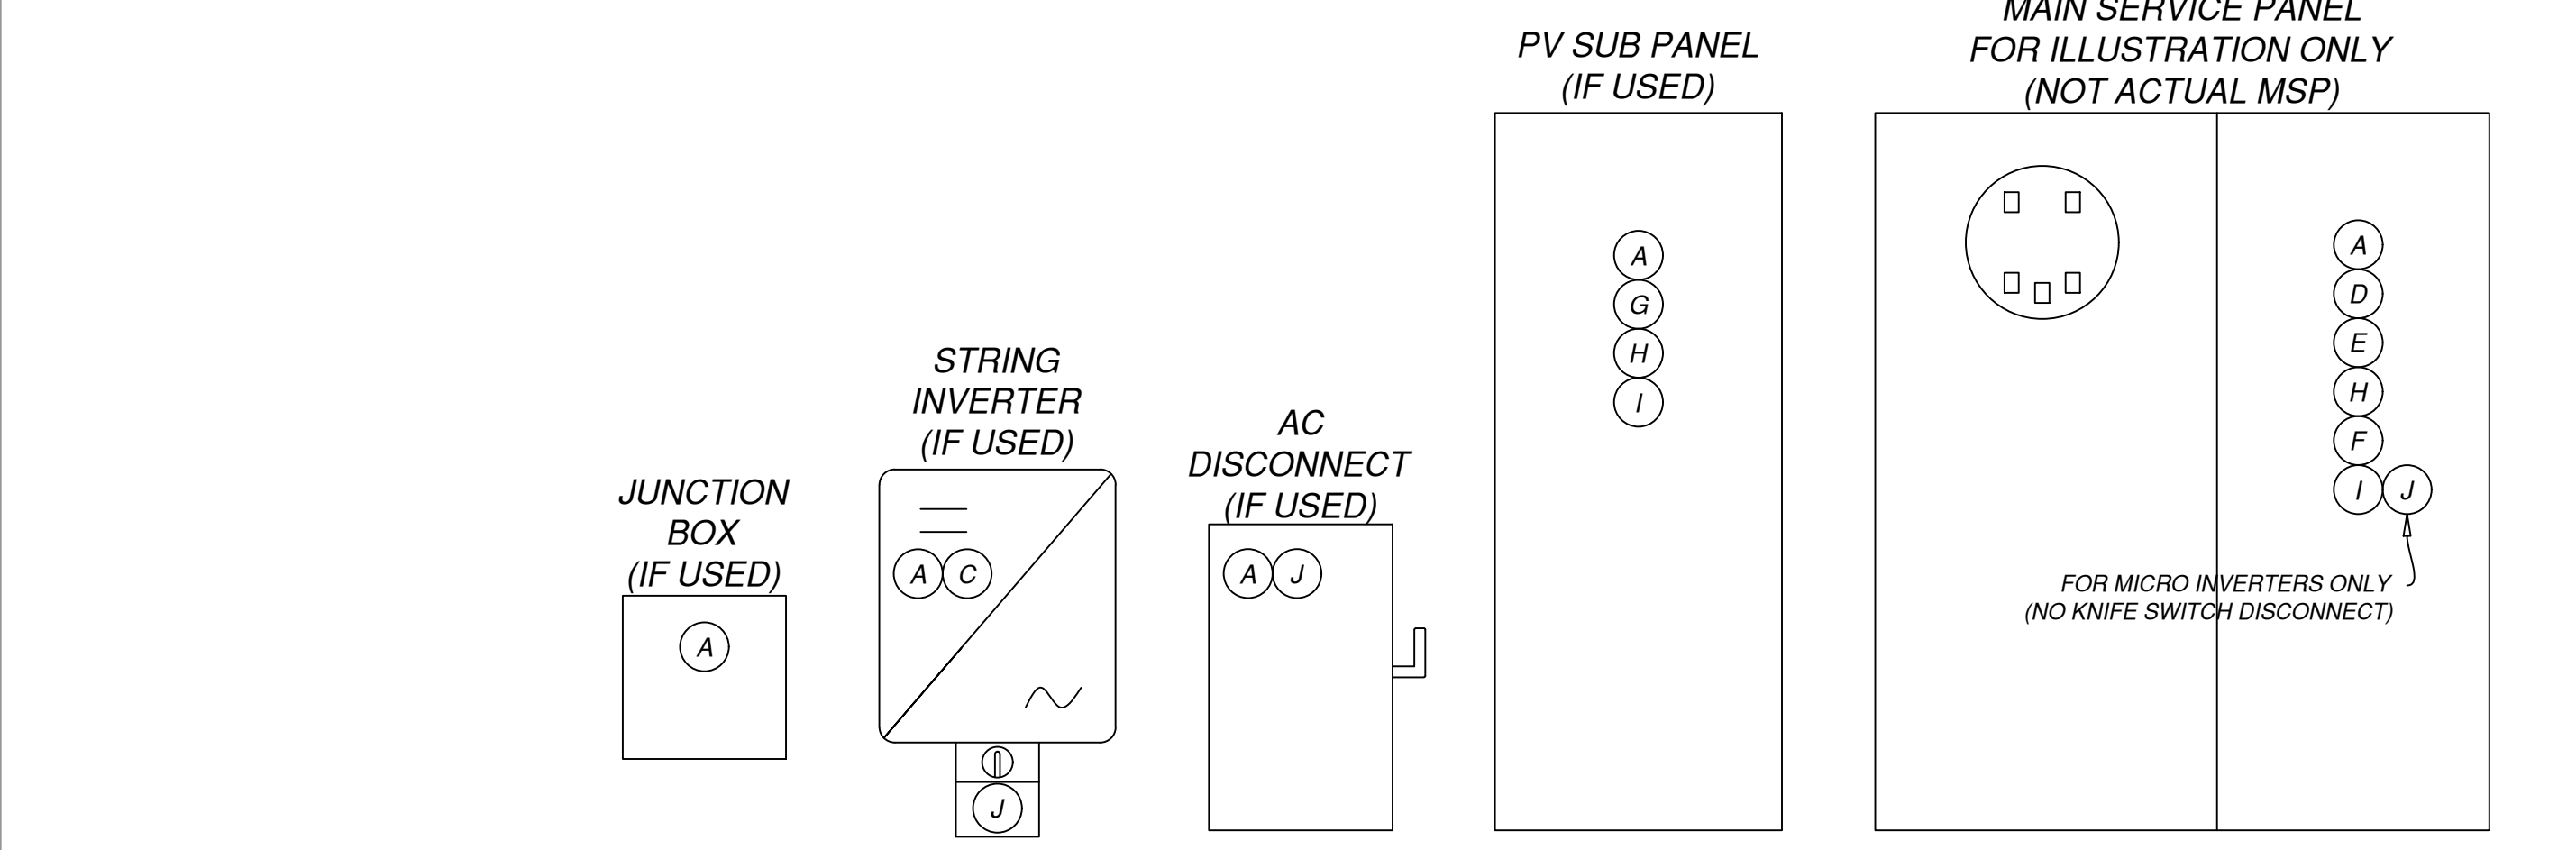 JUNCTION
BOX
(IF USED)
A
STRING
INVERTER
(IF USED)
A C
J
AC
DISCONNECT
(IF USED)
A J
PV SUB PANEL
(IF USED)
A
G
H
I
MAIN SERVICE PANEL
FOR ILLUSTRATION ONLY
(NOT ACTUAL MSP)
A
D
E
H
F
I J
FOR MICRO INVERTERS ONLY
(NO KNIFE SWITCH DISCONNECT)